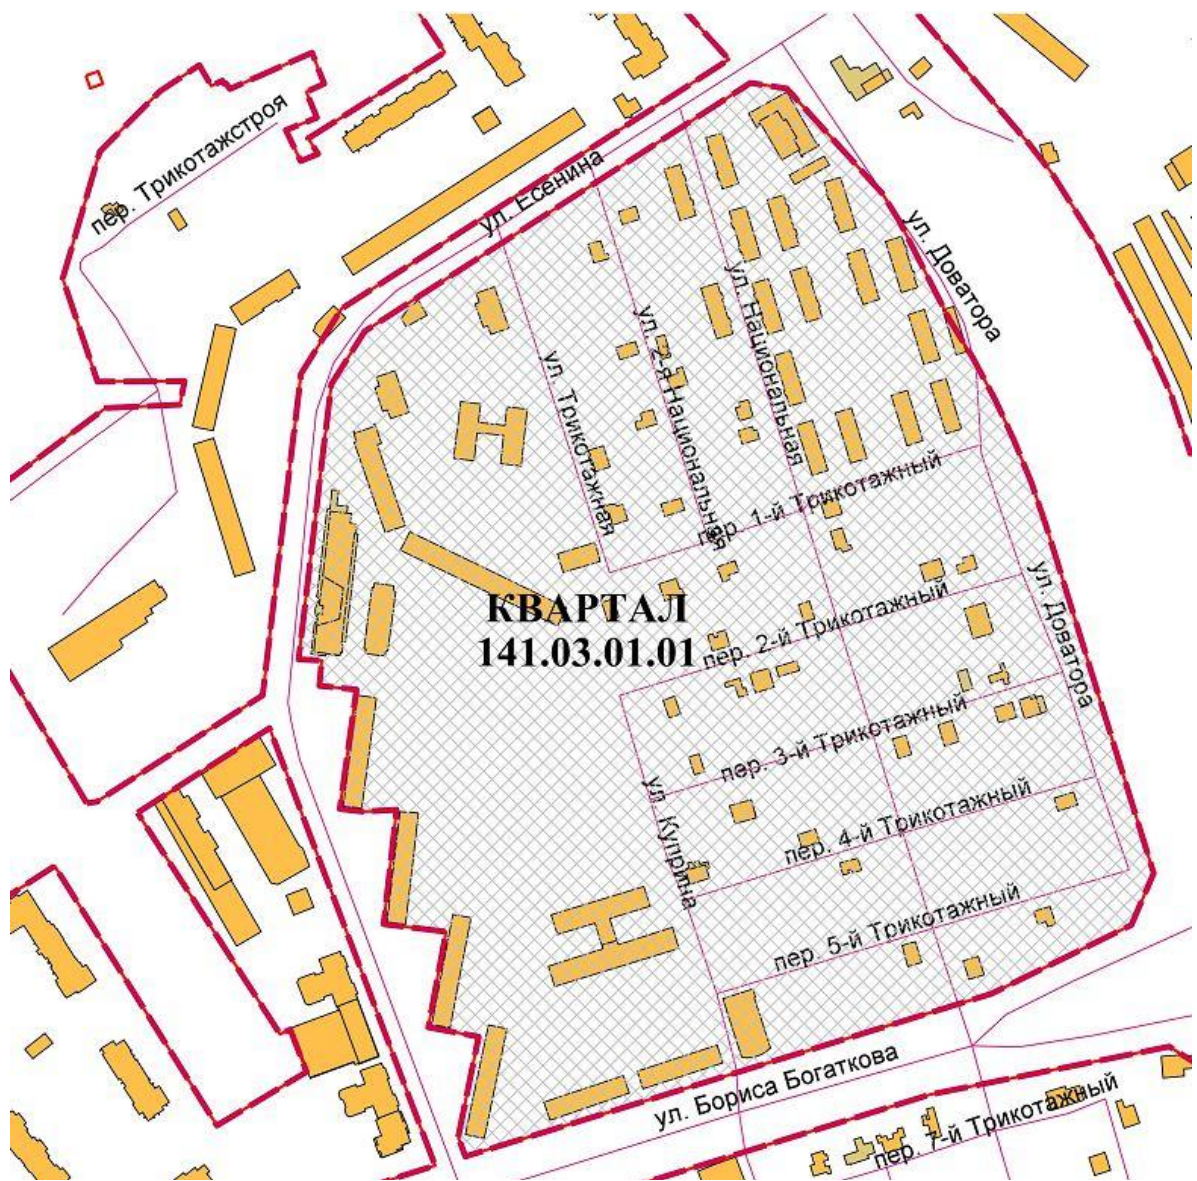 пер. Трикотажстроя
ул. Есенина
ул. Доватора
ул. Национальная
ул. 2-я Национальная
ул. Трикотажная
пер. 1-й Трикотажный
КВАРТАЛ
141.03.01.01
пер. 2-й Трикотажный
ул. Доватора
пер. 3-й Трикотажный
ул. Куприна
пер. 4-й Трикотажный
пер. 5-й Трикотажный
ул. Бориса Богаткова
пер. 7-й Трикотажный